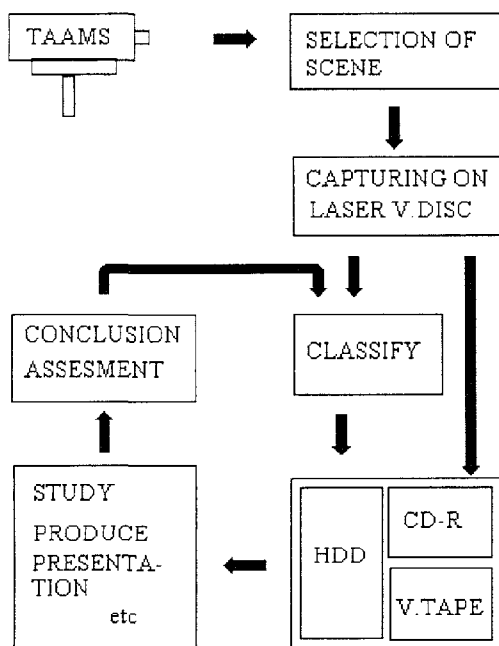 TAAMS
SELECTION OF
SCENE
CAPTURING ON
LASER V.DISC
CONCLUSION
ASSESMENT
CLASSIFY
STUDY
PRODUCE
PRESENTA-
TION
etc
HDD
CD-R
V.TAPE